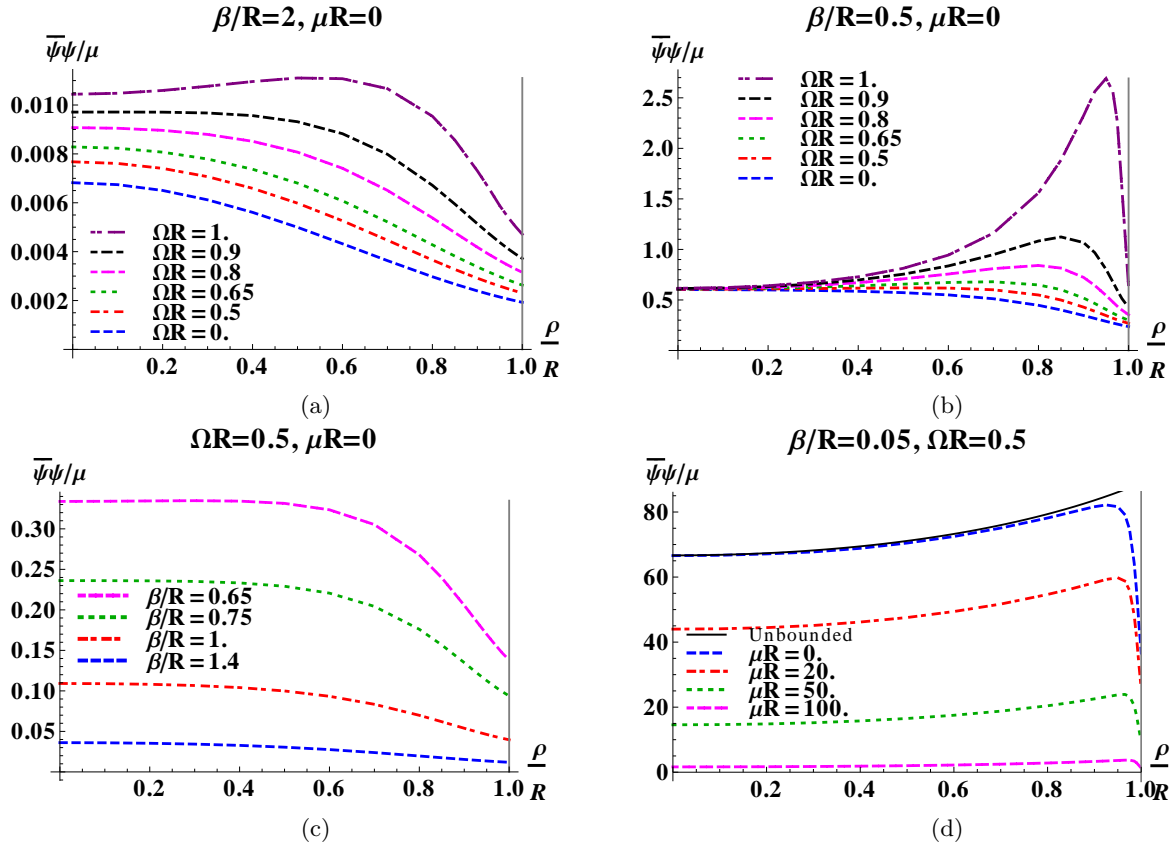 β/R=2, μR=0
ψ̅ψ/μ
0.010
0.008
0.006
0.004
0.002
ΩR = 1.
ΩR = 0.9
ΩR = 0.8
ΩR = 0.65
ΩR = 0.5
ΩR = 0.
0.2 0.4 0.6 0.8 1.0
ρ
R
(a)
β/R=0.5, μR=0
ψ̅ψ/μ
2.5
2.0
1.5
1.0
0.5
ΩR = 1.
ΩR = 0.9
ΩR = 0.8
ΩR = 0.65
ΩR = 0.5
ΩR = 0.
0.2 0.4 0.6 0.8 1.0
ρ
R
(b)
ΩR=0.5, μR=0
ψ̅ψ/μ
0.30
0.25
0.20
0.15
0.10
0.05
β/R = 0.65
β/R = 0.75
β/R = 1.
β/R = 1.4
0.2 0.4 0.6 0.8 1.0
ρ
R
(c)
β/R=0.05, ΩR=0.5
ψ̅ψ/μ
80
60
40
20
0
Unbounded
μR = 0.
μR = 20.
μR = 50.
μR = 100.
0.2 0.4 0.6 0.8 1.0
ρ
R
(d)